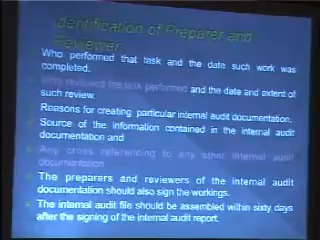 Identification of Preparer and
Reviewer
Who performed that task and the date such work was
completed.
Who reviewed the task performed and the date and extent of
such review.
Reasons for creating particular internal audit documentation,
Source of the information contained in the internal audit
documentation and
Any cross referencing to any other internal audit
documentation
The preparers and reviewers of the internal audit
documentation should also sign the workings.
The internal audit file should be assembled within sixty days
after the signing of the internal audit report,